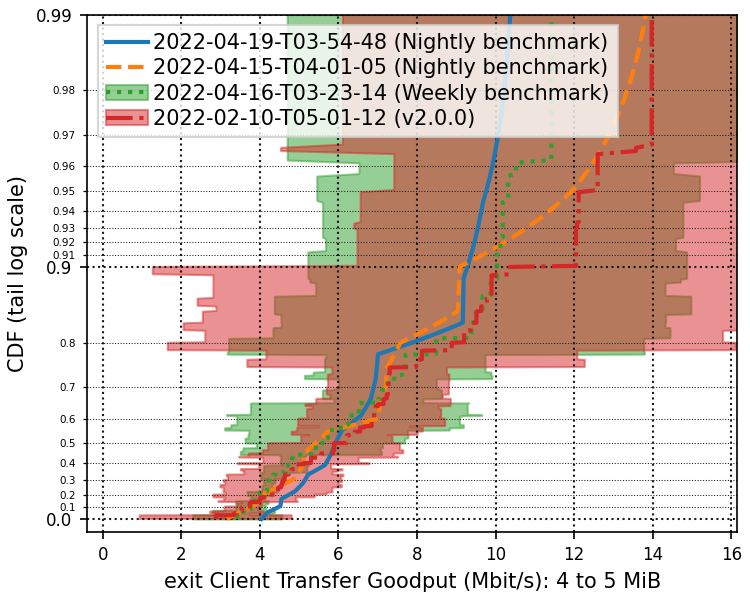 0.99
2022-04-19-T03-54-48 (Nightly benchmark)
2022-04-15-T04-01-05 (Nightly benchmark)
2022-04-16-T03-23-14 (Weekly benchmark)
2022-02-10-T05-01-12 (v2.0.0)
0.98
0.97
0.96
0.95
0.94
0.93
0.92
0.91
0.9
0.8
0.7
0.6
0.5
0.4
0.3
0.2
0.1
0.0
CDF (tail log scale)
0 2 4 6 8 10 12 14 16
exit Client Transfer Goodput (Mbit/s): 4 to 5 MiB